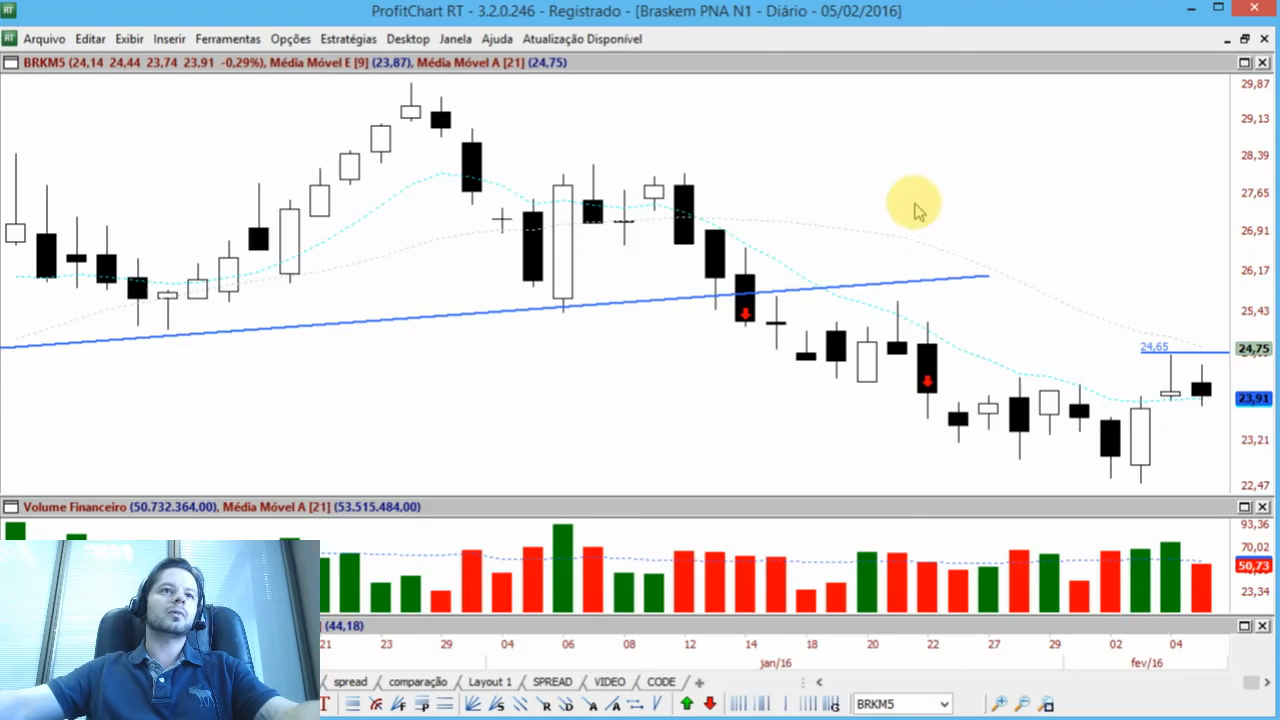 RT ProfitChart RT - 3.2.0.246 - Registrado - [Braskem PNA N1 - Diário - 05/02/2016]
RT Arquivo Editar Exibir Inserir Ferramentas Opções Estratégias Desktop Janela Ajuda Atualização Disponível
BRKM5 (24,14 24,44 23,74 23,91 -0,29%), Média Móvel E [9] (23,87), Média Móvel A [21] (24,75)
29,87
29,13
28,39
27,65
26,91
26,17
25,43
24,65
24,75
23,91
23,21
22,47
Volume Financeiro (50.732.364,00), Média Móvel A [21] (53.515.484,00)
93,36
70,02
50,73
23,34
(44,18)
21 23 25 29 04 06 08 12 14 18 20 22 27 29 02 04
jan/16 fev/16
spread comparação Layout 1 SPREAD VIDEO CODE
BRKM5